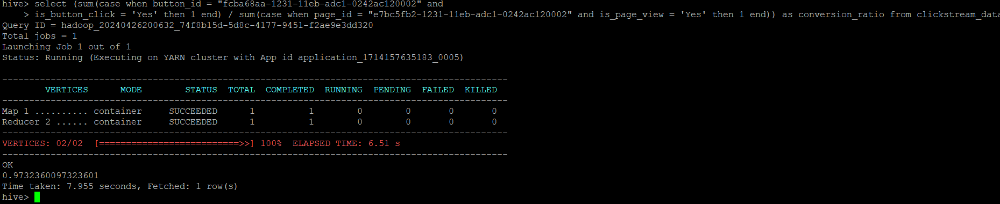 hive> select (sum(case when button_id = "fcba68aa-1231-11eb-adc1-0242ac120002" and
    > is_button_click = 'Yes' then 1 end) / sum(case when page_id = "e7bc5fb2-1231-11eb-adc1-0242ac120002" and is_page_view = 'Yes' then 1 end)) as conversion_ratio from clickstream_data
Query ID = hadoop_20240426200632_74f8b15d-5d8c-4177-9451-f2ae9e3dd320
Total jobs = 1
Launching Job 1 out of 1
Status: Running (Executing on YARN cluster with App id application_1714157635183_0005)
----------------------------------------------------------------------------------------------
        VERTICES      MODE        STATUS  TOTAL  COMPLETED  RUNNING  PENDING  FAILED  KILLED
----------------------------------------------------------------------------------------------
Map 1 .......... container     SUCCEEDED      1          1        0        0       0       0
Reducer 2 ...... container     SUCCEEDED      1          1        0        0       0       0
----------------------------------------------------------------------------------------------
VERTICES: 02/02  [==========================>>] 100%  ELAPSED TIME: 6.51 s
----------------------------------------------------------------------------------------------
OK
0.9732360097323601
Time taken: 7.955 seconds, Fetched: 1 row(s)
hive>